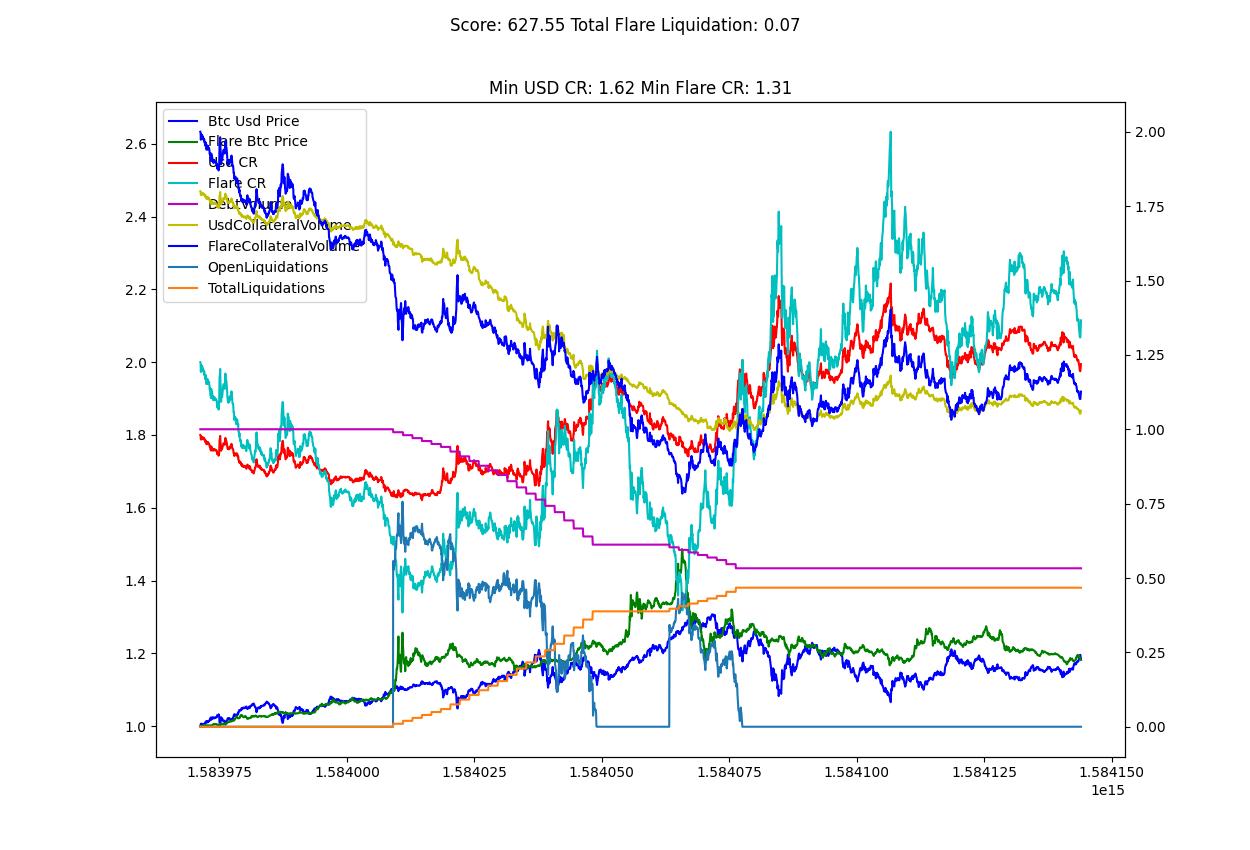 Score: 627.55 Total Flare Liquidation: 0.07
Min USD CR: 1.62 Min Flare CR: 1.31
Btc Usd Price
Flare Btc Price
Usd CR
Flare CR
DebtVolume
UsdCollateralVolume
FlareCollateralVolume
OpenLiquidations
TotalLiquidations
2.6
2.4
2.2
2.0
1.8
1.6
1.4
1.2
1.0
2.00
1.75
1.50
1.25
1.00
0.75
0.50
0.25
0.00
1.583975
1.584000
1.584025
1.584050
1.584075
1.584100
1.584125
1.584150
1e15